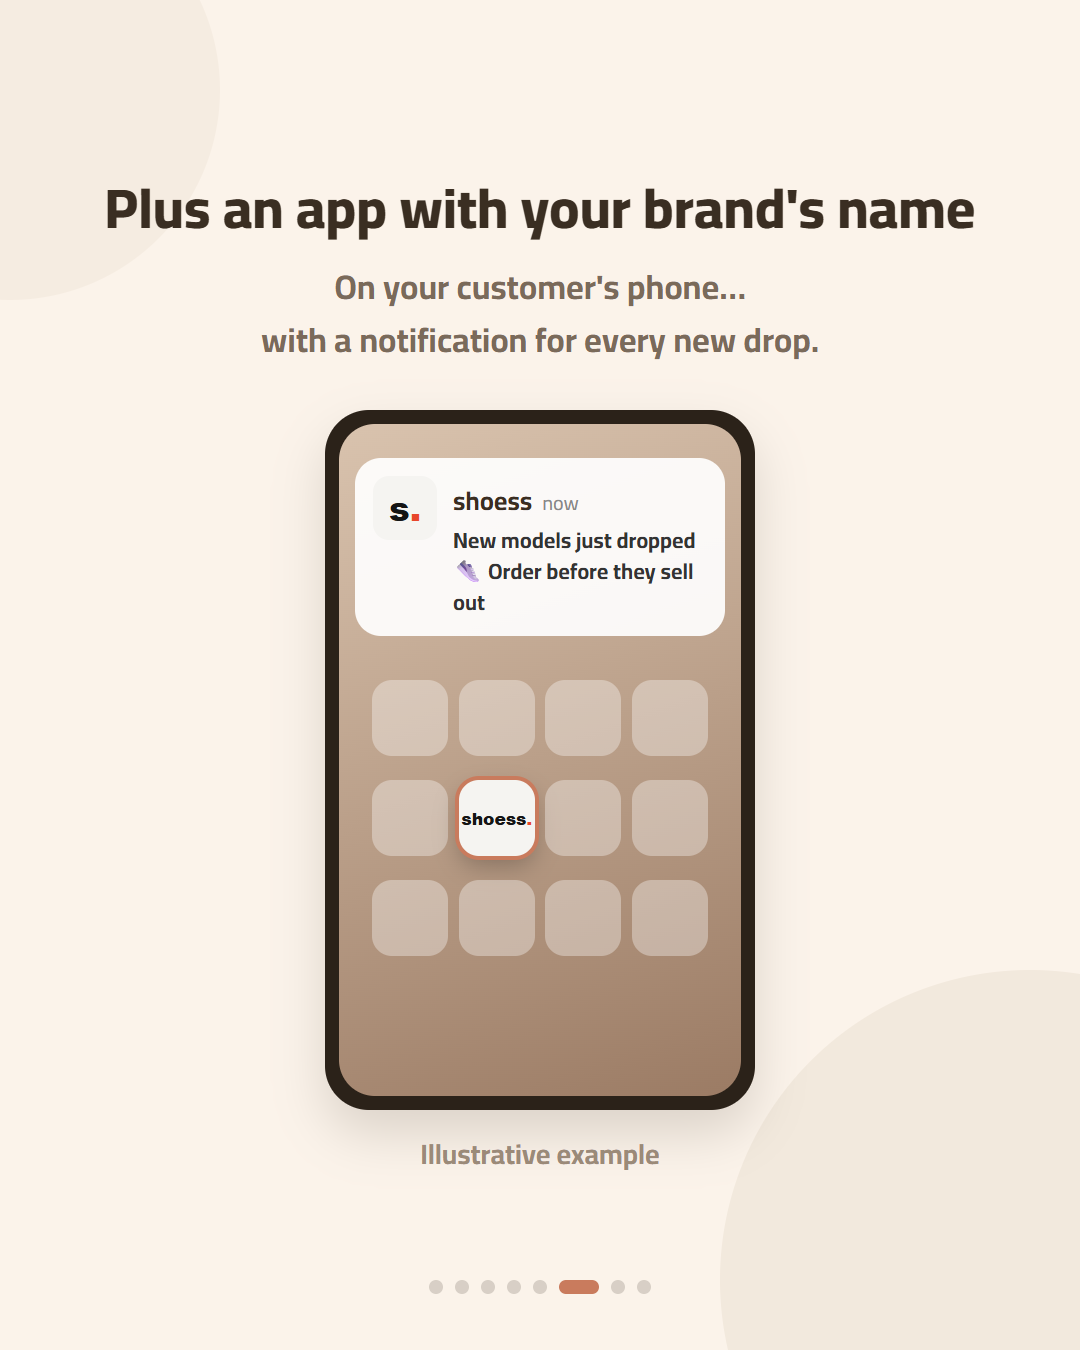 Plus an app with your brand's name
On your customer's phone...
with a notification for every new drop.
s.
shoess now
New models just dropped
👟 Order before they sell
out
shoess.
Illustrative example